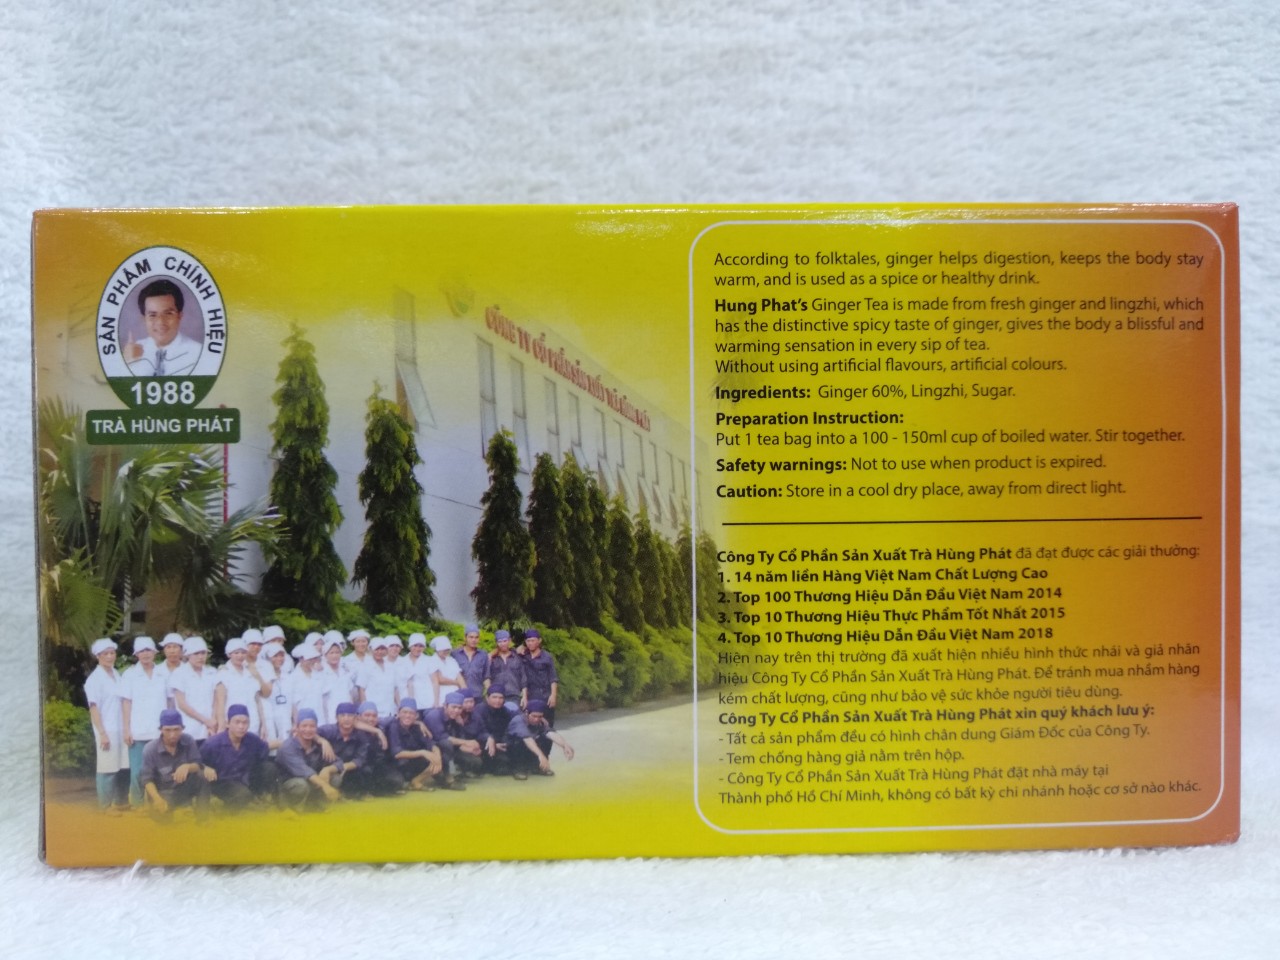 SẢN PHẨM CHÍNH HIỆU
1988
TRÀ HÙNG PHÁT
CÔNG TY CỔ PHẦN SẢN XUẤT TRÀ HÙNG PHÁT
According to folktales, ginger helps digestion, keeps the body stay
warm, and is used as a spice or healthy drink.
Hung Phat's Ginger Tea is made from fresh ginger and lingzhi, which
has the distinctive spicy taste of ginger, gives the body a blissful and
warming sensation in every sip of tea.
Without using artificial flavours, artificial colours.
Ingredients: Ginger 60%, Lingzhi, Sugar.
Preparation Instruction:
Put 1 tea bag into a 100 - 150ml cup of boiled water. Stir together.
Safety warnings: Not to use when product is expired.
Caution: Store in a cool dry place, away from direct light.
Công Ty Cổ Phần Sản Xuất Trà Hùng Phát đã đạt được các giải thưởng:
1. 14 năm liền Hàng Việt Nam Chất Lượng Cao
2. Top 100 Thương Hiệu Dẫn Đầu Việt Nam 2014
3. Top 10 Thương Hiệu Thực Phẩm Tốt Nhất 2015
4. Top 10 Thương Hiệu Dẫn Đầu Việt Nam 2018
Hiện nay trên thị trường đã xuất hiện nhiều hình thức nhái và giả nhãn
hiệu Công Ty Cổ Phần Sản Xuất Trà Hùng Phát. Để tránh mua nhầm hàng
kém chất lượng, cũng như bảo vệ sức khỏe người tiêu dùng.
Công Ty Cổ Phần Sản Xuất Trà Hùng Phát xin quý khách lưu ý:
- Tất cả sản phẩm đều có hình chân dung Giám Đốc của Công Ty.
- Tem chống hàng giả nằm trên hộp.
- Công Ty Cổ Phần Sản Xuất Trà Hùng Phát đặt nhà máy tại
Thành phố Hồ Chí Minh, không có bất kỳ chi nhánh hoặc cơ sở nào khác.